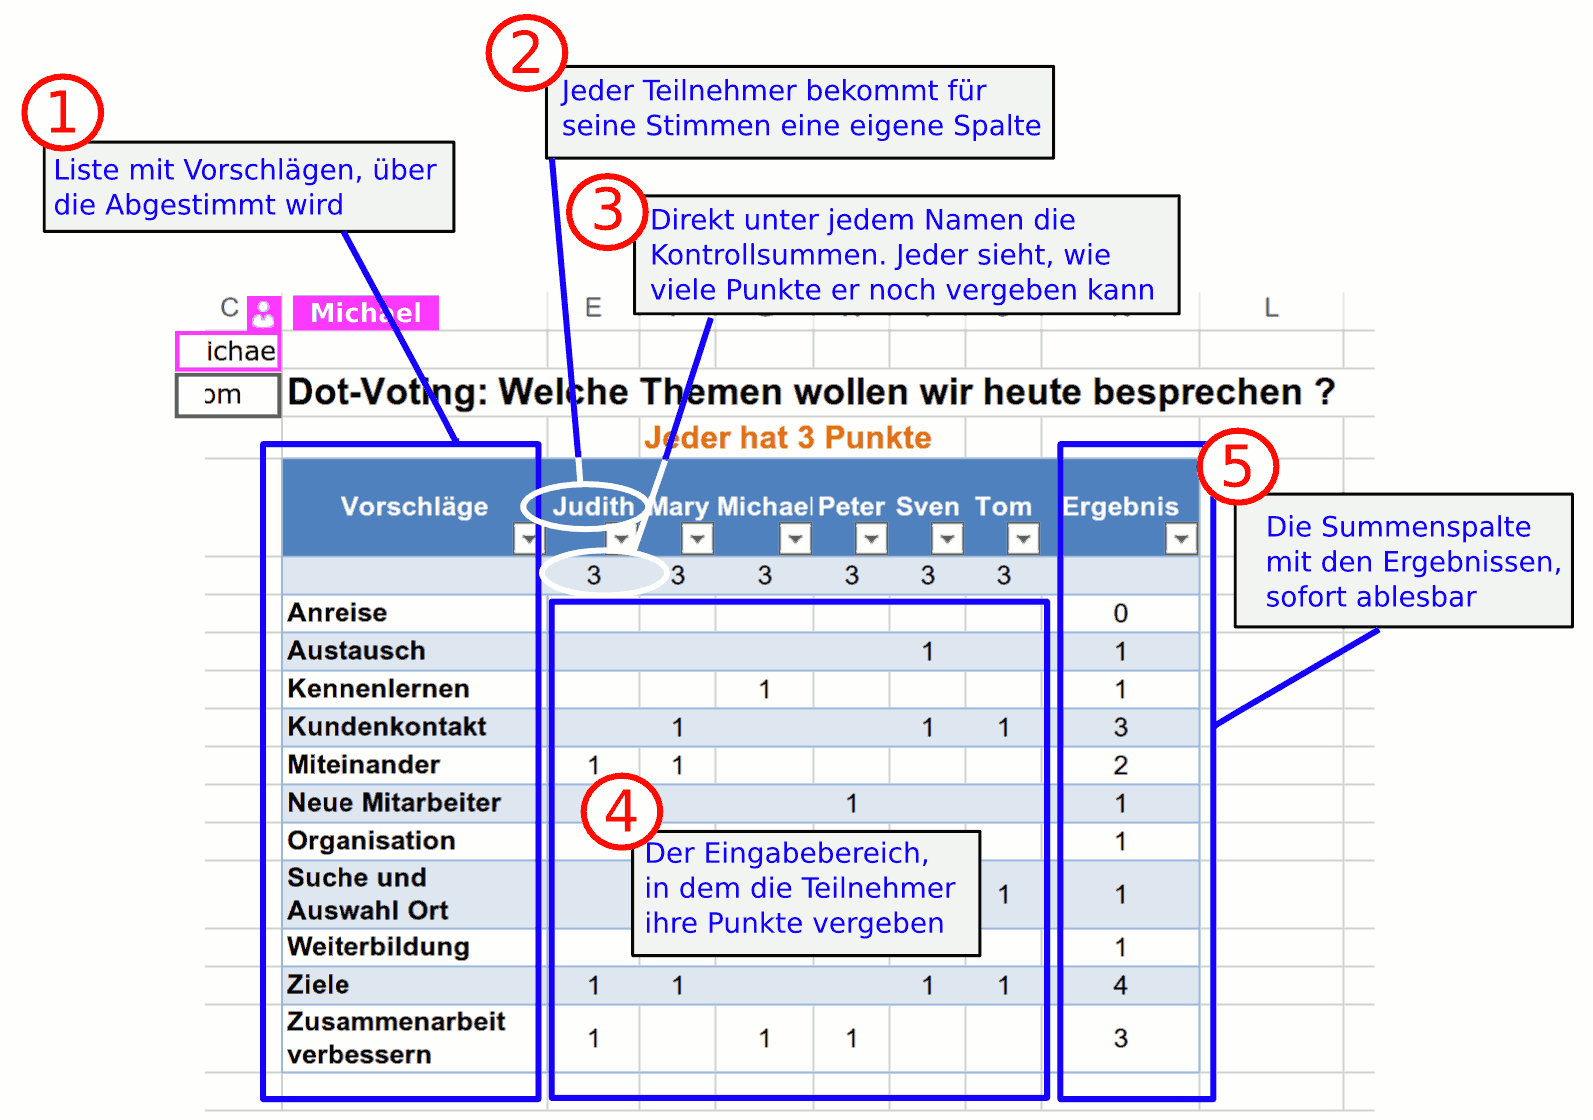 2
Jeder Teilnehmer bekommt für
seine Stimmen eine eigene Spalte
1
Liste mit Vorschlägen, über
die Abgestimmt wird
3
Direkt unter jedem Namen die
Kontrollsummen. Jeder sieht, wie
viele Punkte er noch vergeben kann
C Michael E L
ichae
om
Dot-Voting: Welche Themen wollen wir heute besprechen ?
Jeder hat 3 Punkte
5
Die Summenspalte
mit den Ergebnissen,
sofort ablesbar
Vorschläge Judith Mary Michael Peter Sven Tom Ergebnis
3 3 3 3 3 3
Anreise 0
Austausch 1 1
Kennenlernen 1 1
Kundenkontakt 1 1 1 3
Miteinander 1 1 2
Neue Mitarbeiter 1 1
Organisation 1
Suche und
Auswahl Ort 1 1
Weiterbildung 1
Ziele 1 1 1 1 4
Zusammenarbeit
verbessern 1 1 1 3
4
Der Eingabebereich,
in dem die Teilnehmer
ihre Punkte vergeben